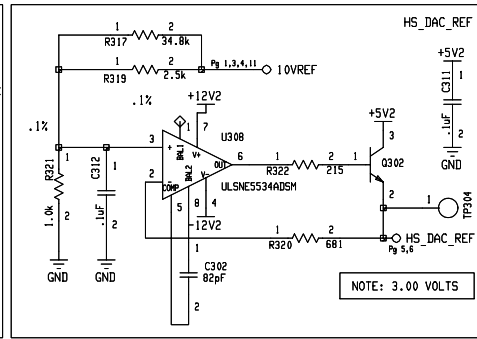 HS_DAC_REF
1 2
R317 34.8k
1 2
R319 2.5k
Pg 1,3,4,11
10VREF
.1%
.1%
+12V2
+5V2
C311
.1uF
1
2
GND
+5V2
3
Q302
1
2
U308
3
2
1
7
BAL1
V+
OUT
6
BAL2
V-
COMP
5
8
4
ULSNE5534ADSM
-12V2
1 2
R322 215
1
TP304
R321
1
1.0k
2
GND
C312
1
.1uF
2
GND
1 2
R320 681
HS_DAC_REF
Pg 5,6
1
C302
82pF
2
NOTE: 3.00 VOLTS